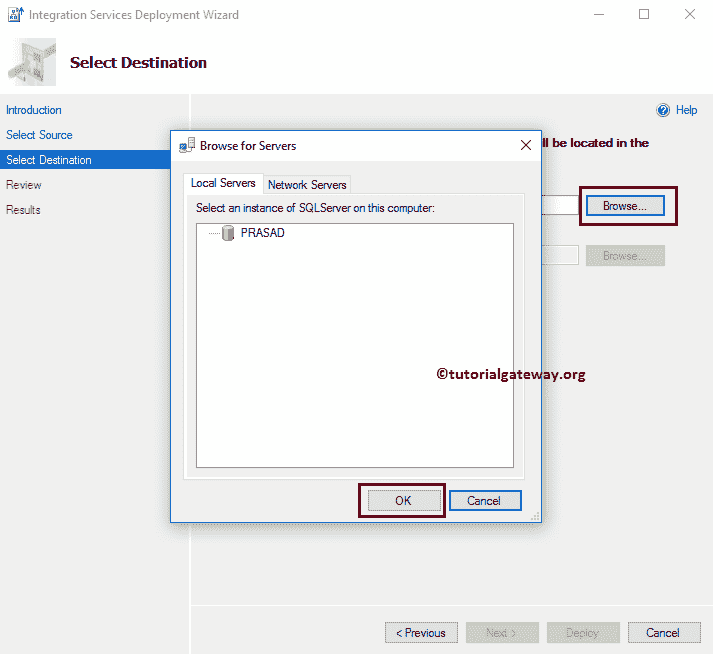 Integration Services Deployment Wizard
Select Destination
Introduction
Select Source
Select Destination
Review
Results
Help
ll be located in the
Browse...
Browse...
Browse for Servers
Local Servers
Network Servers
Select an instance of SQLServer on this computer:
PRASAD
©tutorialgateway.org
OK
Cancel
< Previous
Next >
Deploy
Cancel